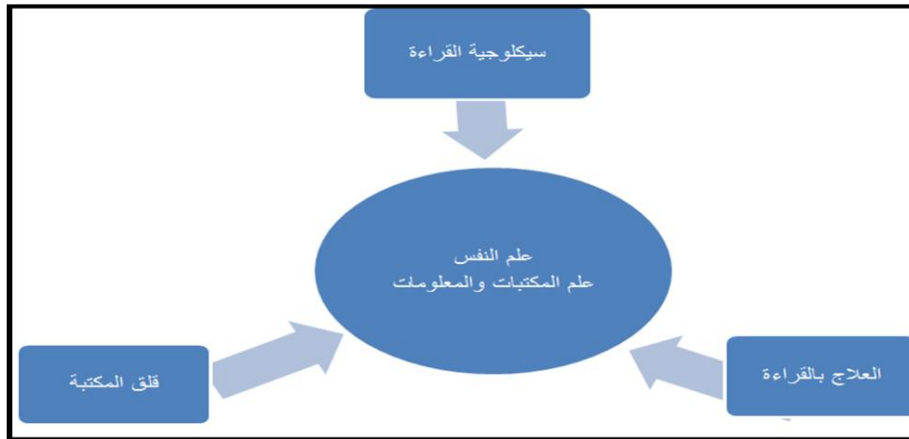 سيكلوجية القراءة
علم النفس
علم المكتبات والمعلومات
العلاج بالقراءة
قلق المكتبة